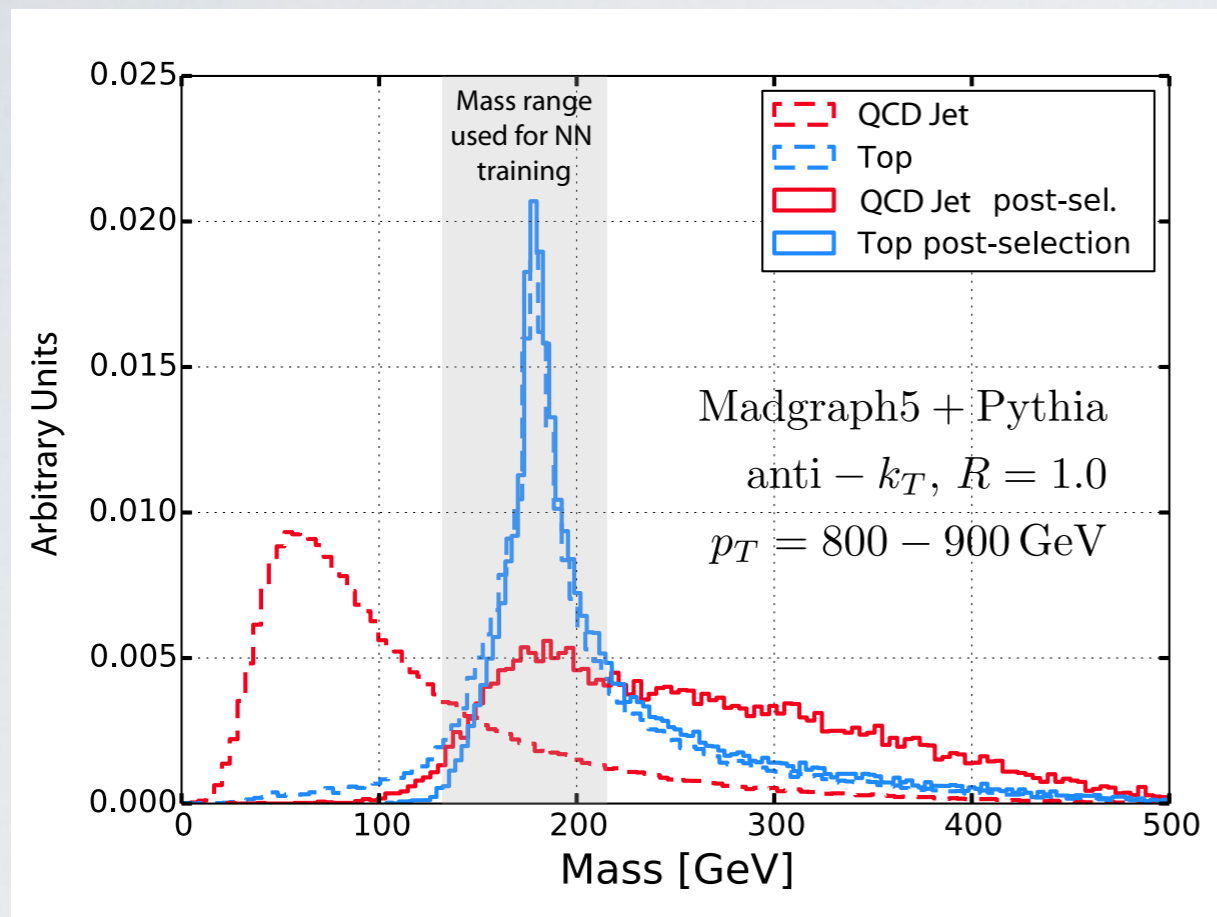 0.025
0.020
0.015
0.010
0.005
0.000
Arbitrary Units
Mass range
used for NN
training
QCD Jet
Top
QCD Jet post-sel.
Top post-selection
Madgraph5 + Pythia
anti − k_T, R = 1.0
p_T = 800 − 900 GeV
0 100 200 300 400 500
Mass [GeV]